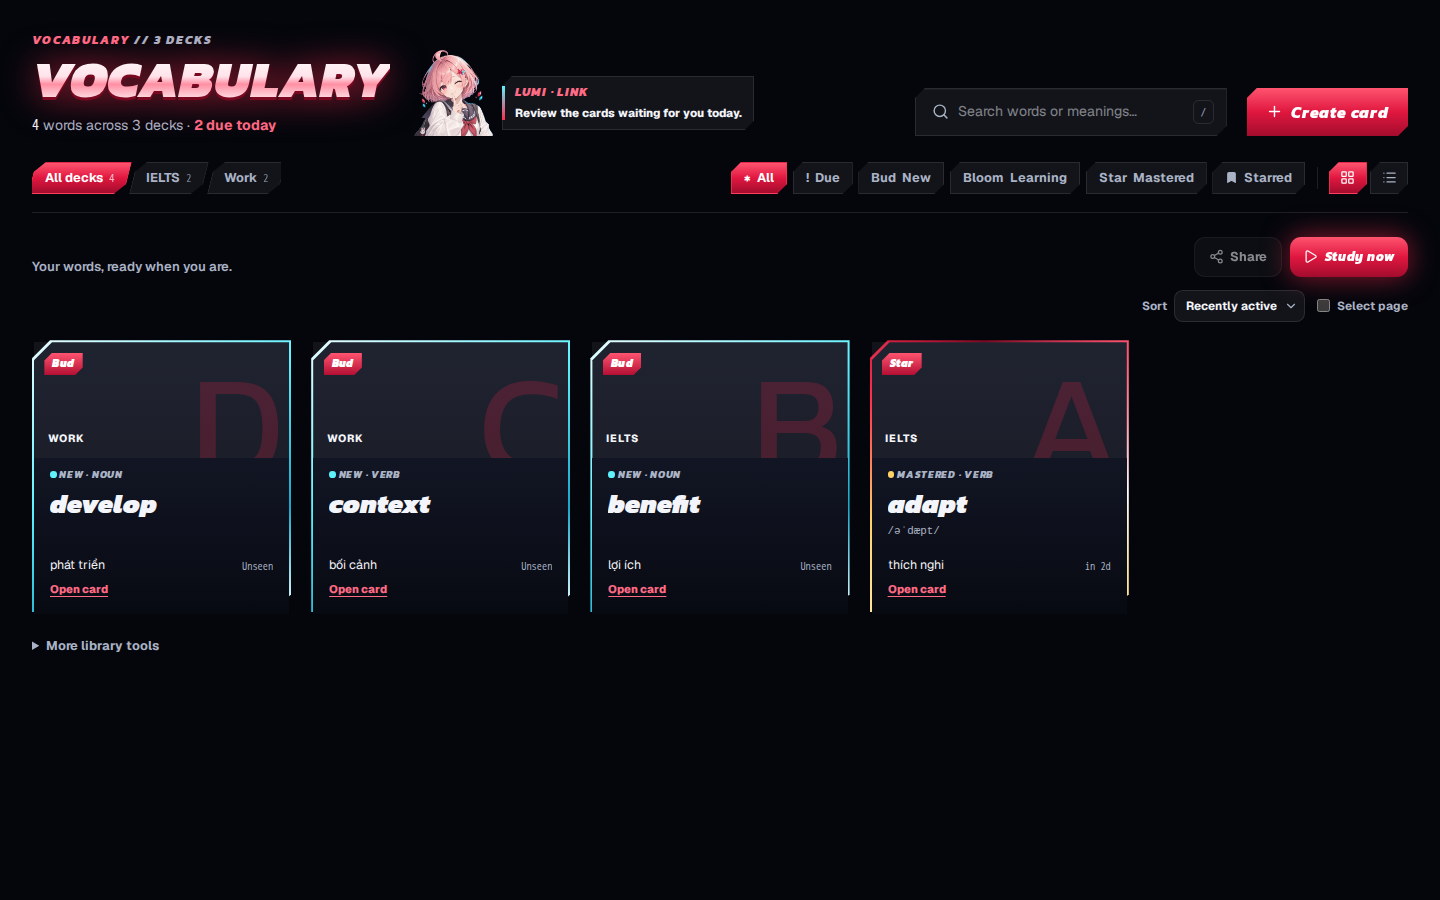 VOCABULARY // 3 DECKS
VOCABULARY
4 words across 3 decks · 2 due today
LUMI · LINK
Review the cards waiting for you today.
Search words or meanings...
/
+ Create card
All decks 4
IELTS 2
Work 2
* All
! Due
Bud New
Bloom Learning
Star Mastered
Starred
Your words, ready when you are.
Share
Study now
Sort
Recently active
Select page
Bud
D
WORK
NEW · NOUN
develop
phát triển
Unseen
Open card
Bud
C
WORK
NEW · VERB
context
bối cảnh
Unseen
Open card
Bud
B
IELTS
NEW · NOUN
benefit
lợi ích
Unseen
Open card
Star
A
IELTS
MASTERED · VERB
adapt
/əˈdæpt/
thích nghi
in 2d
Open card
More library tools